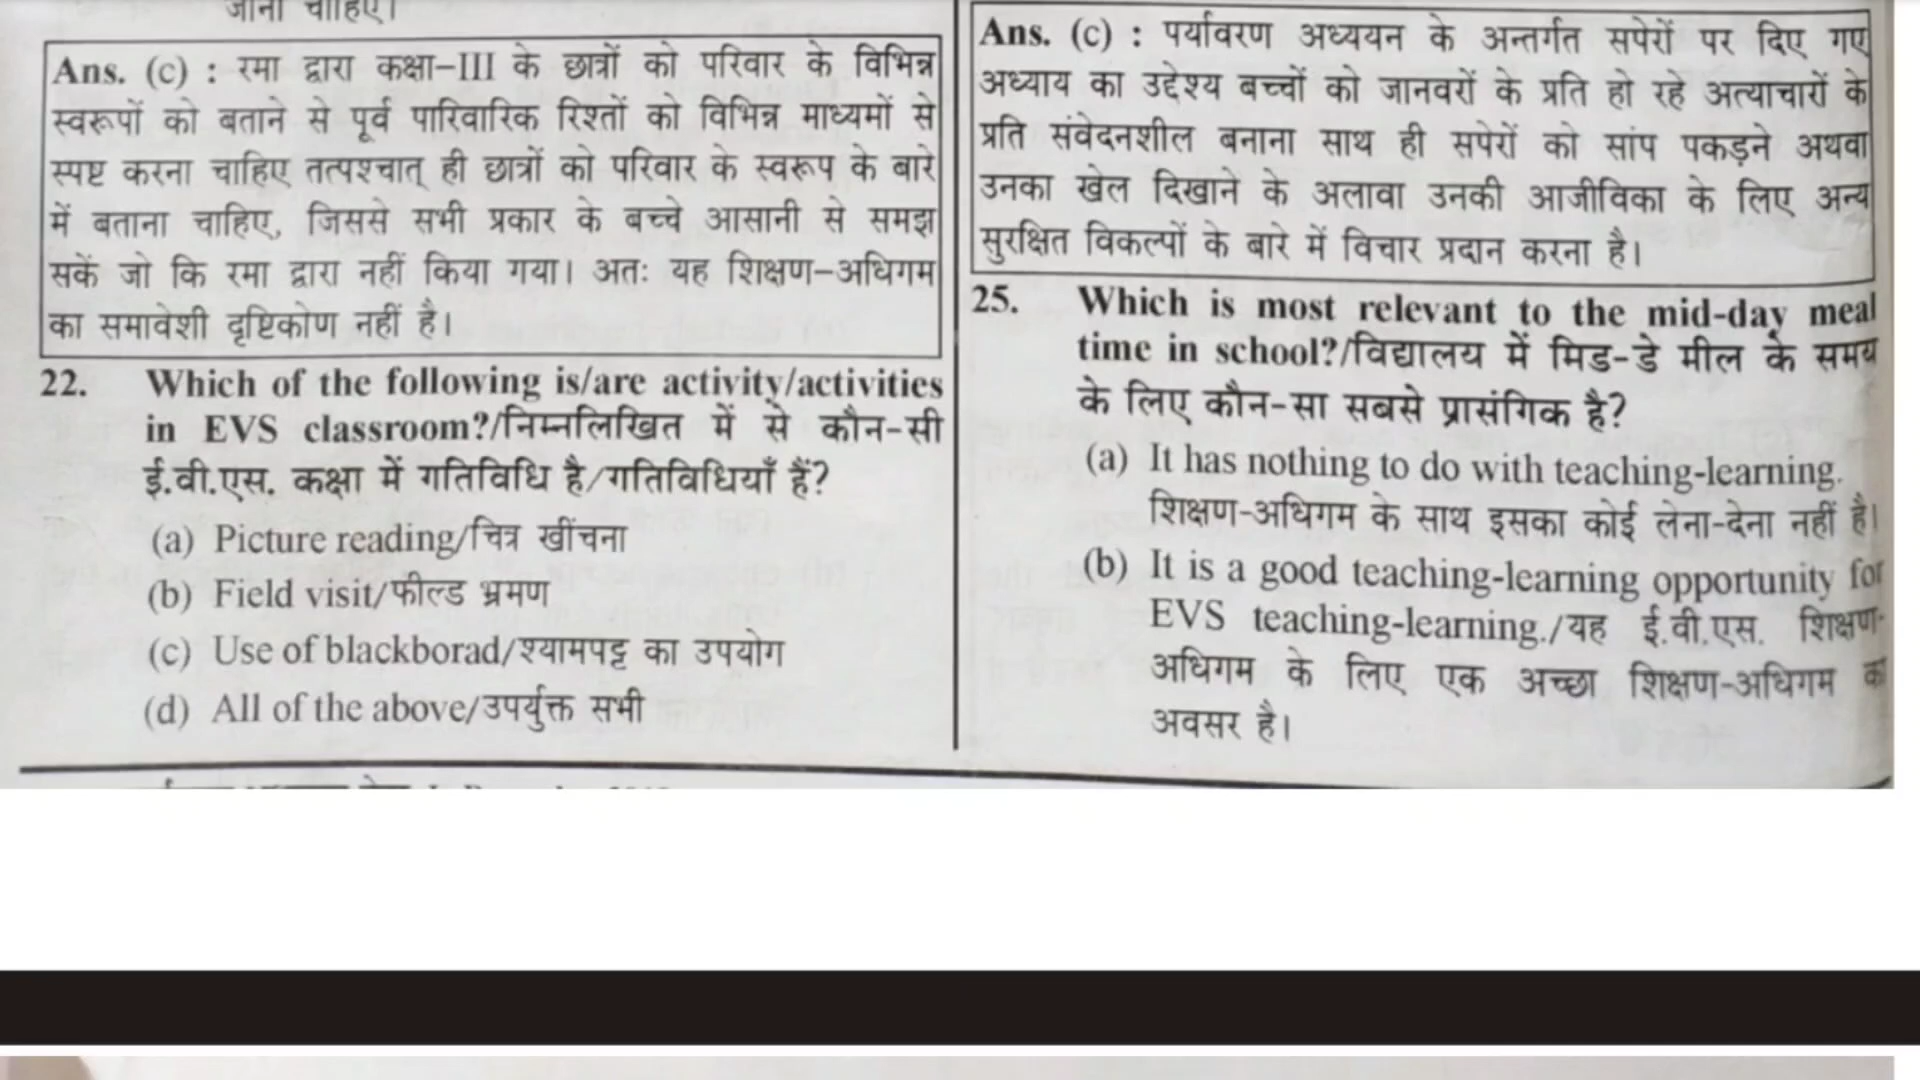 जाना चाहिए।
Ans. (c) : रमा द्वारा कक्षा–III के छात्रों को परिवार के विभिन्न
स्वरूपों को बताने से पूर्व पारिवारिक रिश्तों को विभिन्न माध्यमों से
स्पष्ट करना चाहिए तत्पश्चात् ही छात्रों को परिवार के स्वरूप के बारे
में बताना चाहिए, जिससे सभी प्रकार के बच्चे आसानी से समझ
सकें जो कि रमा द्वारा नहीं किया गया। अतः यह शिक्षण–अधिगम
का समावेशी दृष्टिकोण नहीं है।
22. Which of the following is/are activity/activities
in EVS classroom?/निम्नलिखित में से कौन-सी
ई.वी.एस. कक्षा में गतिविधि है/गतिविधियाँ हैं?
(a) Picture reading/चित्र खींचना
(b) Field visit/फील्ड भ्रमण
(c) Use of blackborad/श्यामपट्ट का उपयोग
(d) All of the above/उपर्युक्त सभी
Ans. (c) : पर्यावरण अध्ययन के अन्तर्गत सपेरों पर दिए गए
अध्याय का उद्देश्य बच्चों को जानवरों के प्रति हो रहे अत्याचारों के
प्रति संवेदनशील बनाना साथ ही सपेरों को सांप पकड़ने अथवा
उनका खेल दिखाने के अलावा उनकी आजीविका के लिए अन्य
सुरक्षित विकल्पों के बारे में विचार प्रदान करना है।
25. Which is most relevant to the mid-day meal
time in school?/विद्यालय में मिड-डे मील के समय
के लिए कौन-सा सबसे प्रासंगिक है?
(a) It has nothing to do with teaching-learning.
शिक्षण-अधिगम के साथ इसका कोई लेना-देना नहीं है।
(b) It is a good teaching-learning opportunity for
EVS teaching-learning./यह ई.वी.एस. शिक्षण-
अधिगम के लिए एक अच्छा शिक्षण-अधिगम का
अवसर है।